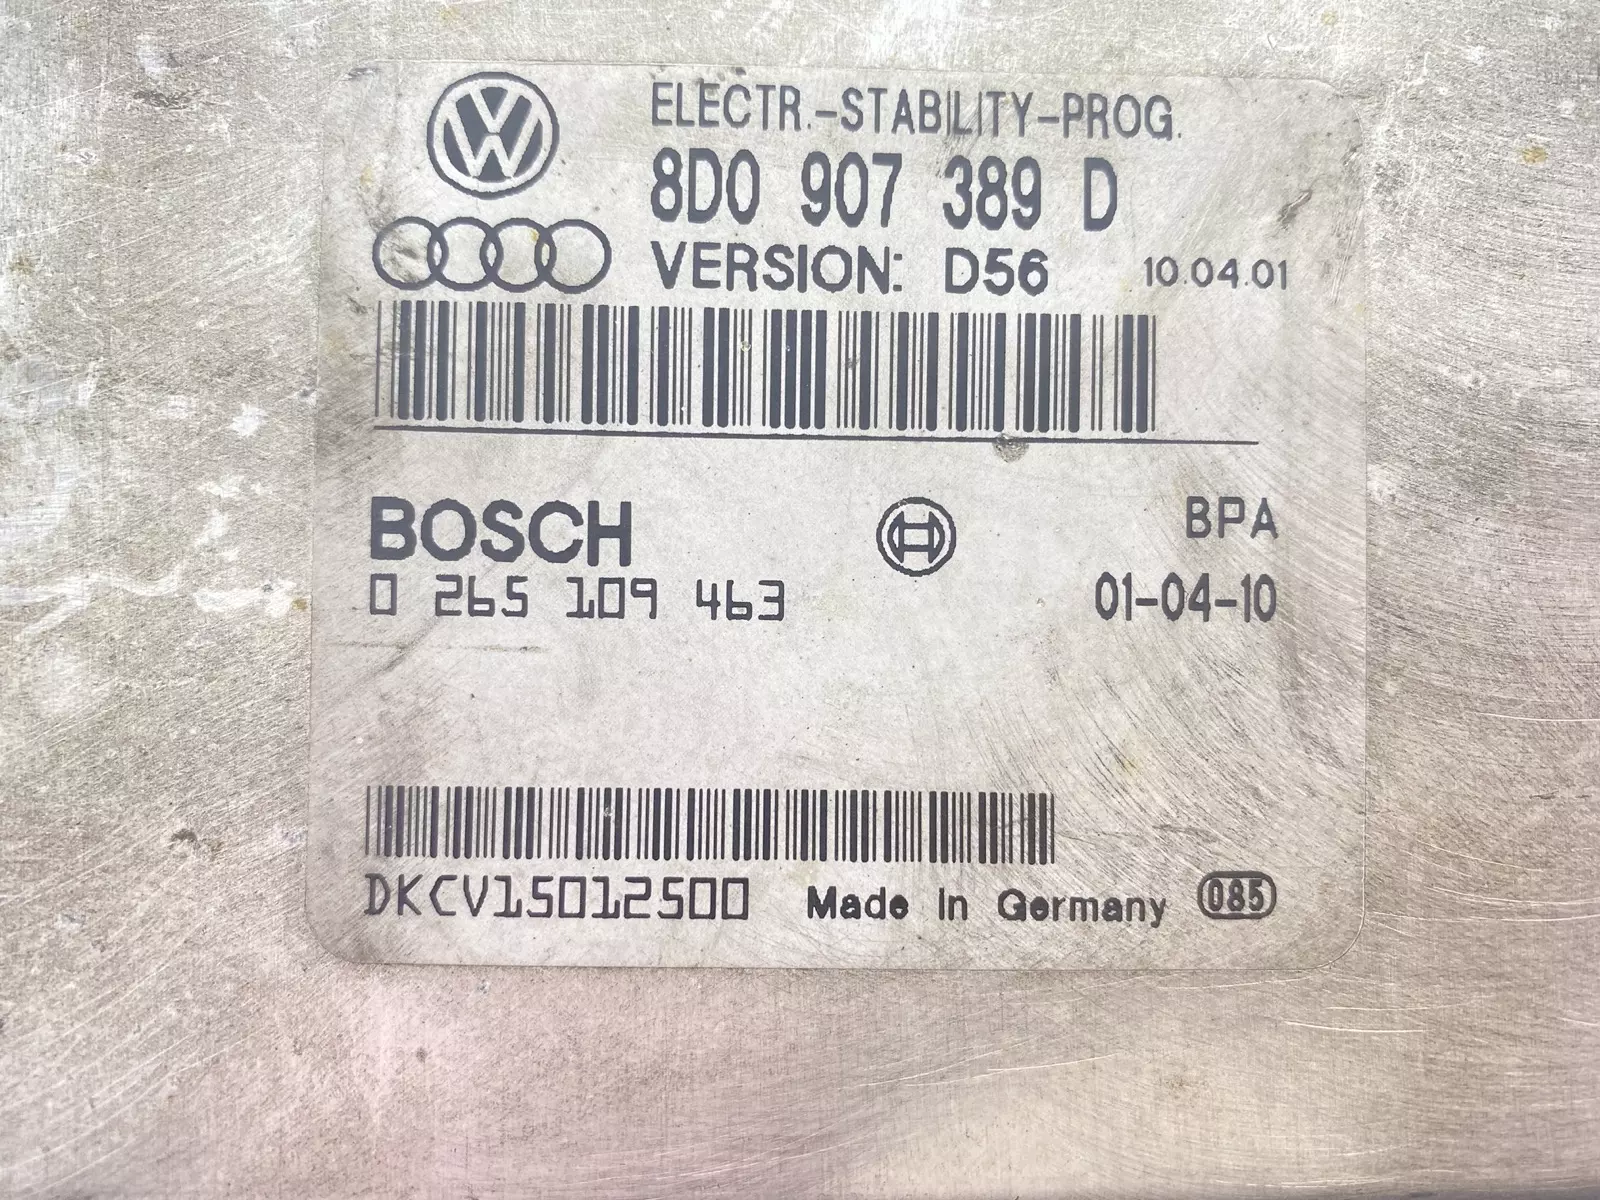 ELECTR.-STABILITY-PROG.
8D0 907 389 D
VERSION: D56 10.04.01
BOSCH BPA
0 265 109 463 01-04-10
DKCV15012500 Made In Germany 085